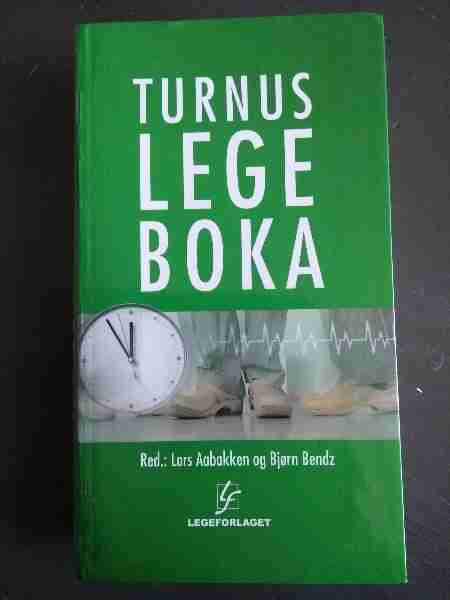 TURNUS
LEGE
BOKA
Red.: Lars Aabakken og Bjørn Bendz
LEGEFORLAGET